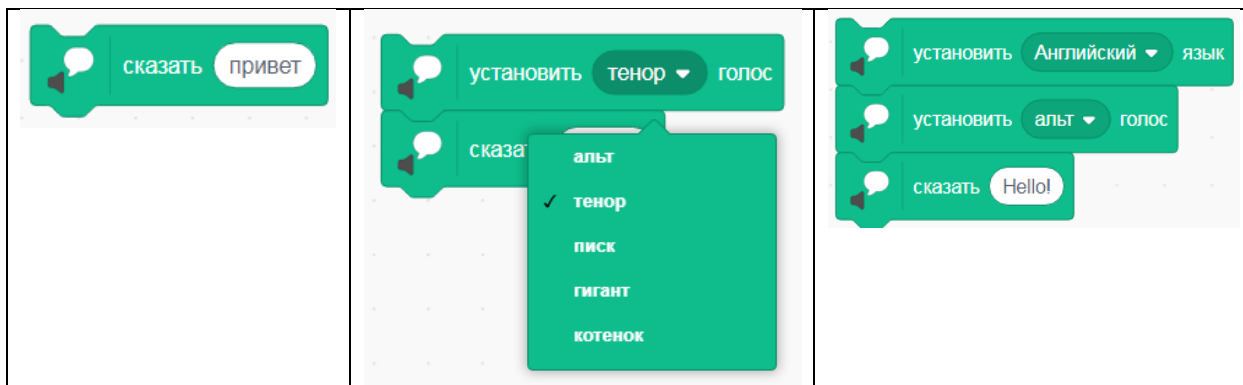 сказать привет
установить тенор голос
сказа
альт
тенор
писк
гигант
котенок
установить Английский язык
установить альт голос
сказать Hello!